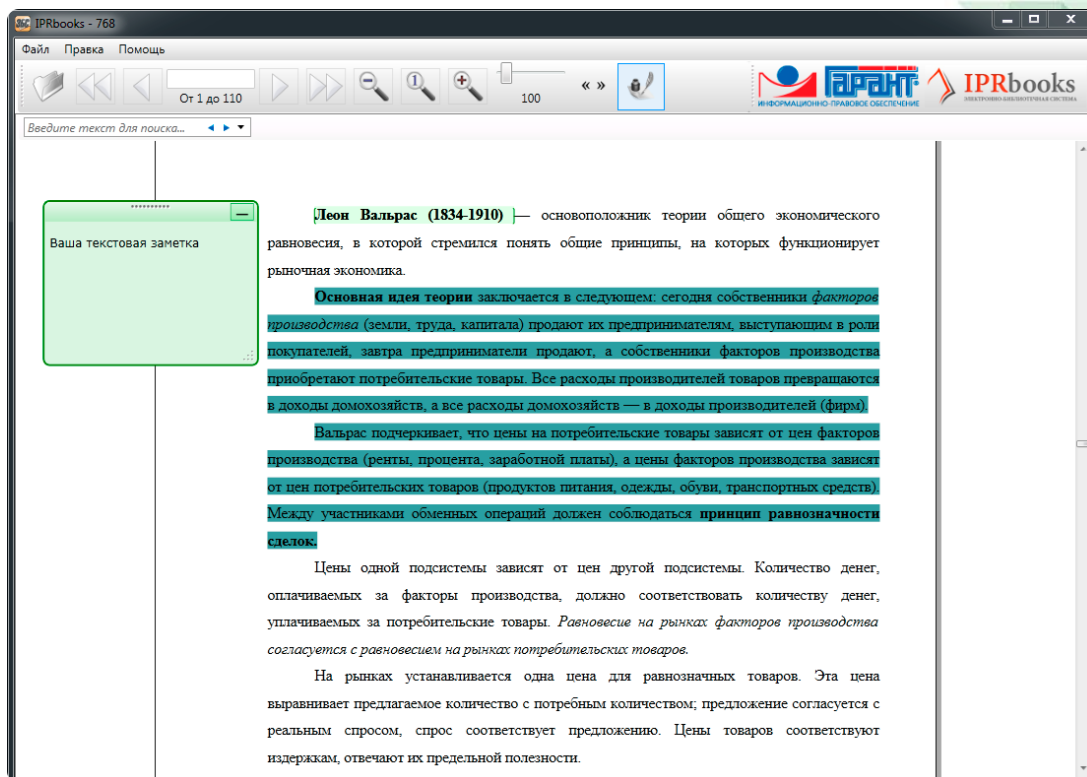 IPRbooks - 768
Файл Правка Помощь
От 1 до 110
1
100
« »
ИНФОРМАЦИОННО-ПРАВОВОЕ ОБЕСПЕЧЕНИЕ
ГАРАНТ
IPRbooks
ЭЛЕКТРОННО-БИБЛИОТЕЧНАЯ СИСТЕМА
Введите текст для поиска...
Ваша текстовая заметка
Леон Вальрас (1834-1910) — основоположник теории общего экономического
равновесия, в которой стремился понять общие принципы, на которых функционирует
рыночная экономика.
Основная идея теории заключается в следующем: сегодня собственники факторов
производства (земли, труда, капитала) продают их предпринимателям, выступающим в роли
покупателей, завтра предприниматели продают, а собственники факторов производства
приобретают потребительские товары. Все расходы производителей товаров превращаются
в доходы домохозяйств, а все расходы домохозяйств — в доходы производителей (фирм).
Вальрас подчеркивает, что цены на потребительские товары зависят от цен факторов
производства (ренты, процента, заработной платы), а цены факторов производства зависят
от цен потребительских товаров (продуктов питания, одежды, обуви, транспортных средств).
Между участниками обменных операций должен соблюдаться принцип равнозначности
сделок.
Цены одной подсистемы зависят от цен другой подсистемы. Количество денег,
оплачиваемых за факторы производства, должно соответствовать количеству денег,
уплачиваемых за потребительские товары. Равновесие на рынках факторов производства
согласуется с равновесием на рынках потребительских товаров.
На рынках устанавливается одна цена для равнозначных товаров. Эта цена
выравнивает предлагаемое количество с потребным количеством; предложение согласуется с
реальным спросом, спрос соответствует предложению. Цены товаров соответствуют
издержкам, отвечают их предельной полезности.